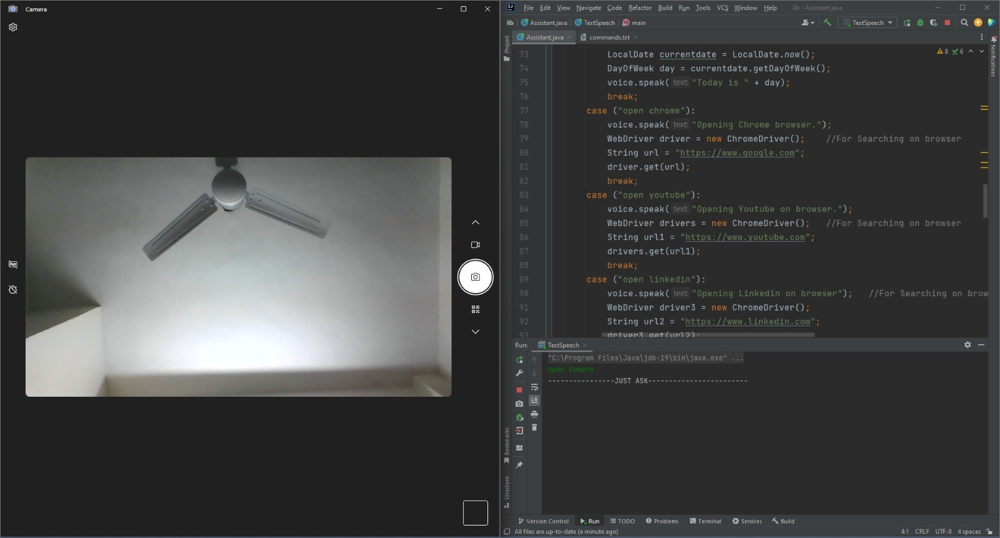 Camera
File Edit View Navigate Code Refactor Build Run Tools VCS Window Help lib - Assistant.java
lib Assistant.java TextSpeech main
TextSpeech
Assistant.java commands.txt
Project
Notifications
8 6
73 LocalDate currentdate = LocalDate.now();
74 DayOfWeek day = currentdate.getDayOfWeek();
75 voice.speak( text: "Today is " + day);
76 break;
77 case ("open chrome"):
78 voice.speak( text: "Opening Chrome browser.");
79 WebDriver driver = new ChromeDriver(); //For Searching on browser
80 String url = "https://www.google.com";
81 driver.get(url);
82 break;
83 case ("open youtube"):
84 voice.speak( text: "Opening Youtube on browser.");
85 WebDriver drivers = new ChromeDriver(); //For Searching on browser
86 String url1 = "https://www.youtube.com";
87 drivers.get(url1);
88 break;
89 case ("open linkedin"):
90 voice.speak( text: "Opening Linkedin on browser"); //For Searching on brow
91 WebDriver driver3 = new ChromeDriver();
92 String url2 = "https://www.linkedin.com";
93 driver3.get(url2);
Run: TextSpeech
"C:\Program Files\Java\jdk-19\bin\java.exe" ...
open Camera
----------------JUST ASK------------------------
Bookmarks
Structure
Version Control Run TODO Problems Terminal Services Build
All files are up-to-date (a minute ago) 4:1 CRLF UTF-8 4 spaces